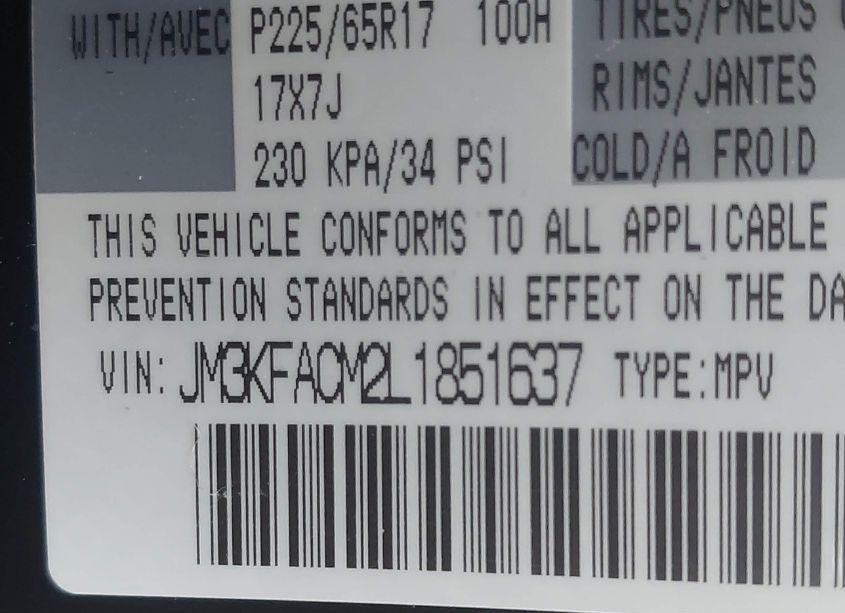 WITH/AVEC P225/65R17 100H TIRES/PNEUS
17X7J RIMS/JANTES
230 KPA/34 PSI COLD/A FROID
THIS VEHICLE CONFORMS TO ALL APPLICABLE
PREVENTION STANDARDS IN EFFECT ON THE DA
VIN: JM3KFACM2L1851637 TYPE:MPV